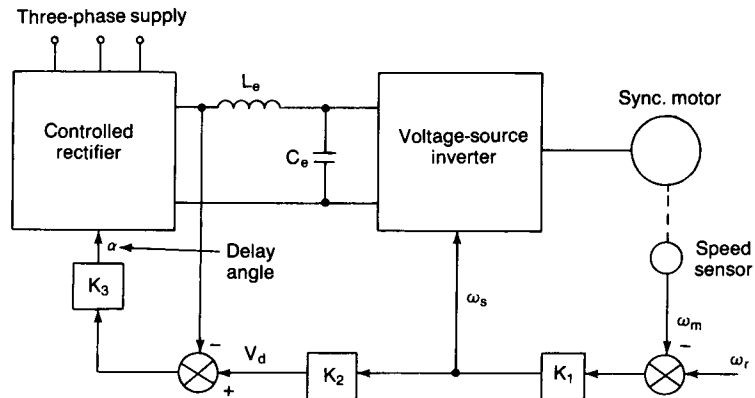 Three-phase supply
Controlled
rectifier
Lₑ
Cₑ
Voltage-source
inverter
Sync. motor
α
Delay
angle
K₃
Speed
sensor
ωₛ
ωₘ
−
ωᵣ
K₁
K₂
V_d
−
+